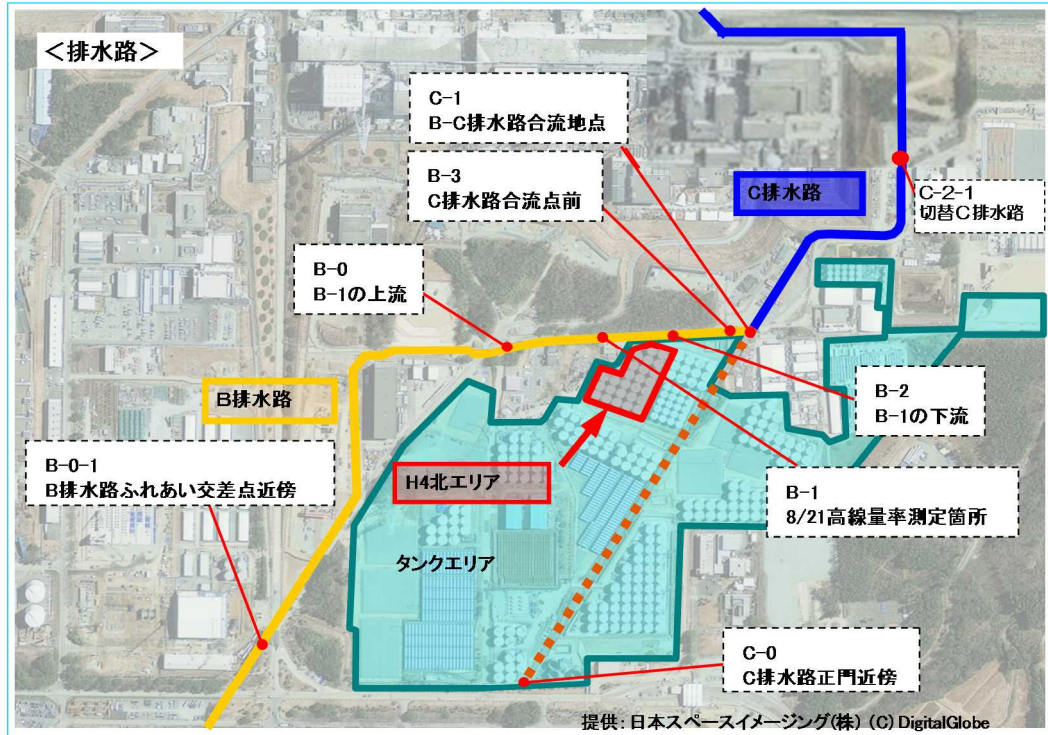 ＜排水路＞
C-1
B-C排水路合流地点
B-3
C排水路合流点前
C排水路
C-2-1
切替C排水路
B-0
B-1の上流
B排水路
B-2
B-1の下流
B-0-1
B排水路ふれあい交差点近傍
H4北エリア
B-1
8/21高線量率測定箇所
タンクエリア
C-0
C排水路正門近傍
提供：日本スペースイメージング(株) (C) DigitalGlobe